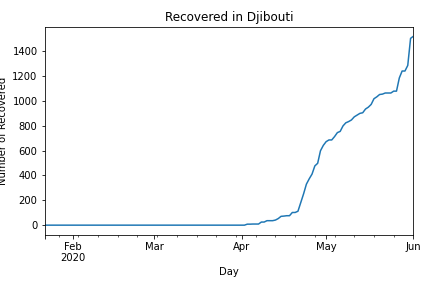 Recovered in Djibouti
Number of Recovered
1400
1200
1000
800
600
400
200
0
Feb
2020
Mar
Apr
May
Jun
Day